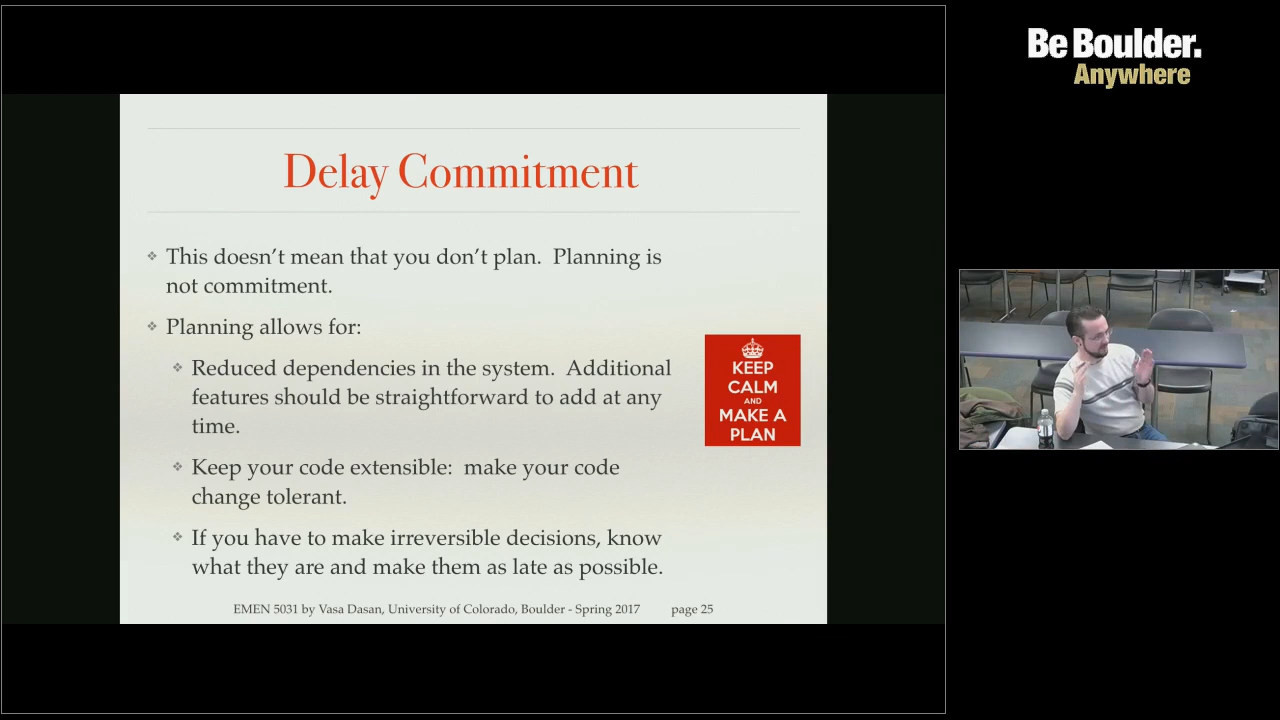 Be Boulder.
Anywhere
Delay Commitment
This doesn't mean that you don't plan.  Planning is
not commitment.
Planning allows for:
Reduced dependencies in the system.  Additional
features should be straightforward to add at any
time.
Keep your code extensible:  make your code
change tolerant.
If you have to make irreversible decisions, know
what they are and make them as late as possible.
KEEP
CALM
AND
MAKE A
PLAN
EMEN 5031 by Vasa Dasan, University of Colorado, Boulder - Spring 2017 page 25